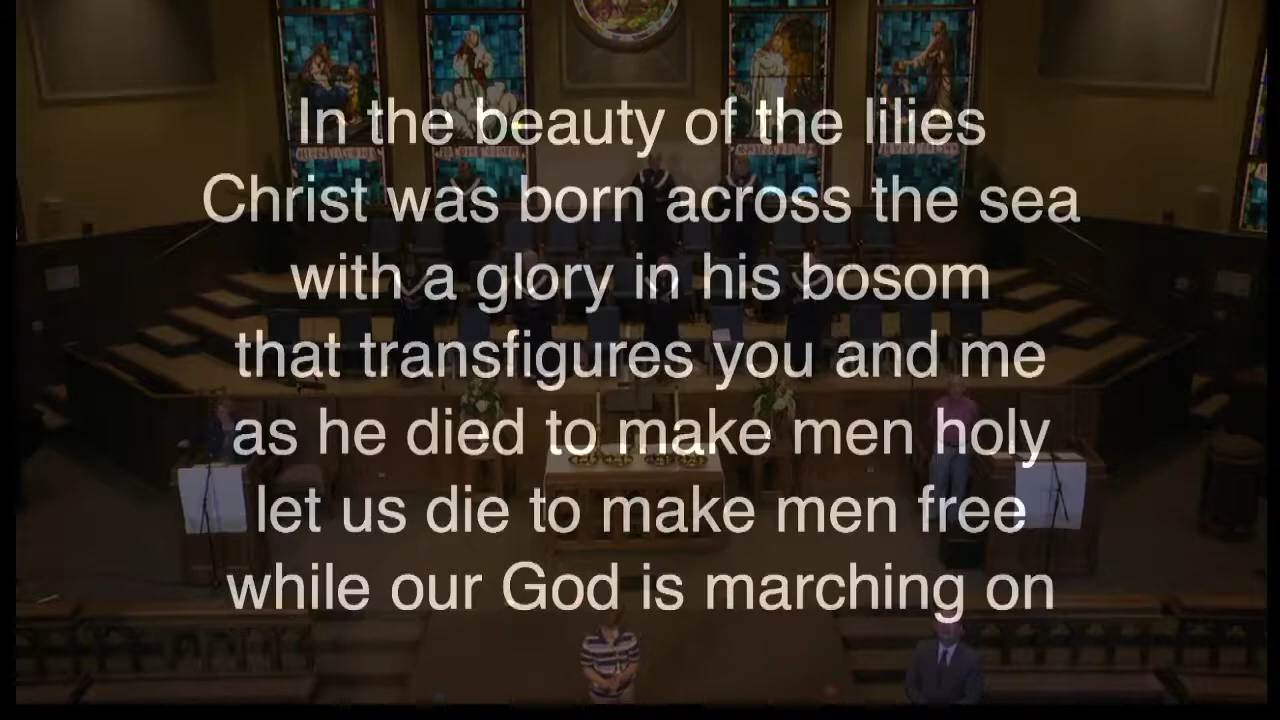 In the beauty of the lilies
Christ was born across the sea
with a glory in his bosom
that transfigures you and me
as he died to make men holy
let us die to make men free
while our God is marching on